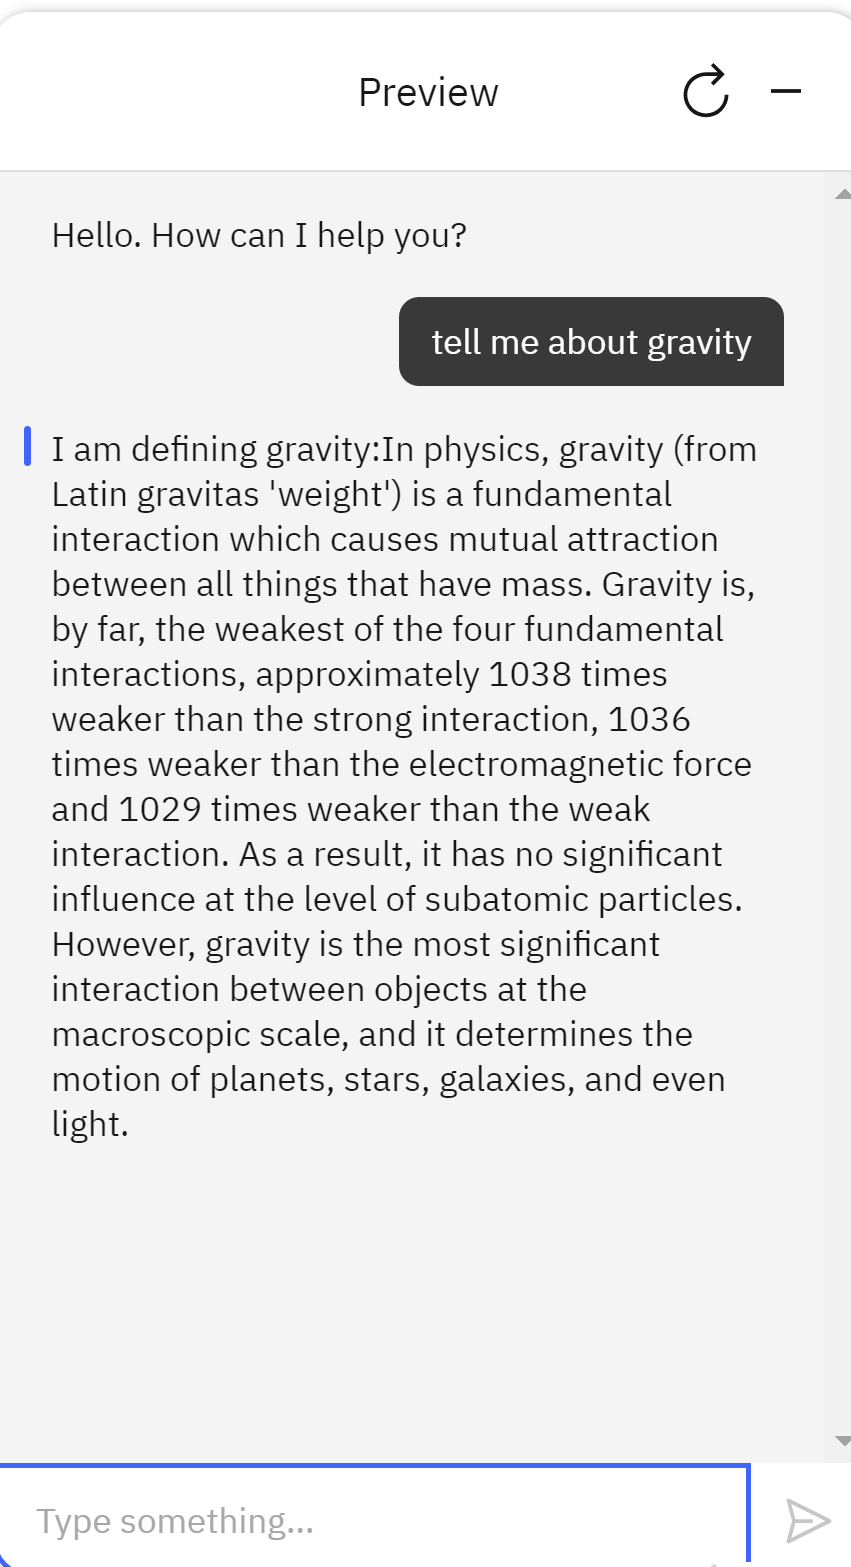 Preview
Hello. How can I help you?
tell me about gravity
I am defining gravity:In physics, gravity (from
Latin gravitas 'weight') is a fundamental
interaction which causes mutual attraction
between all things that have mass. Gravity is,
by far, the weakest of the four fundamental
interactions, approximately 1038 times
weaker than the strong interaction, 1036
times weaker than the electromagnetic force
and 1029 times weaker than the weak
interaction. As a result, it has no significant
influence at the level of subatomic particles.
However, gravity is the most significant
interaction between objects at the
macroscopic scale, and it determines the
motion of planets, stars, galaxies, and even
light.
Type something...